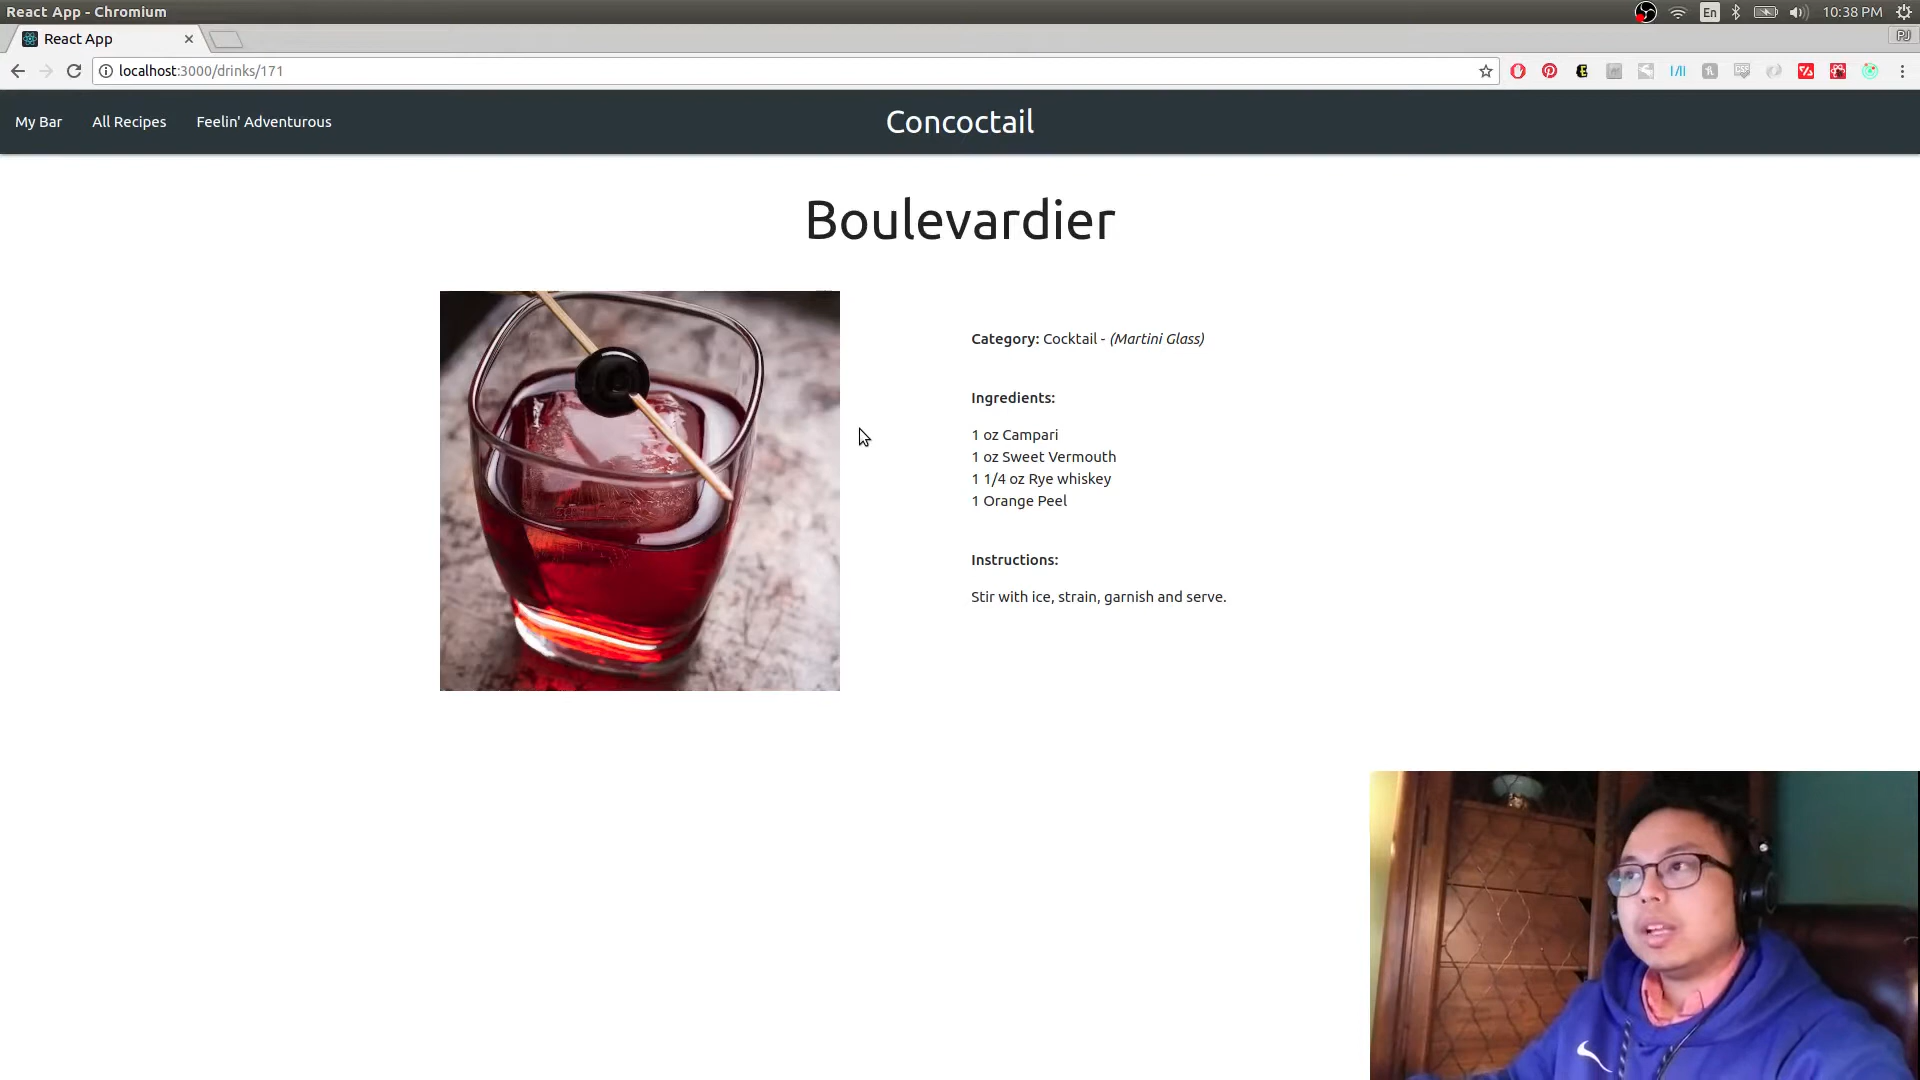 React App - Chromium
En
10:38 PM
React App
PJ
localhost:3000/drinks/171
My Bar
All Recipes
Feelin' Adventurous
Concoctail
Boulevardier
Category: Cocktail - (Martini Glass)
Ingredients:
1 oz Campari
1 oz Sweet Vermouth
1 1/4 oz Rye whiskey
1 Orange Peel
Instructions:
Stir with ice, strain, garnish and serve.